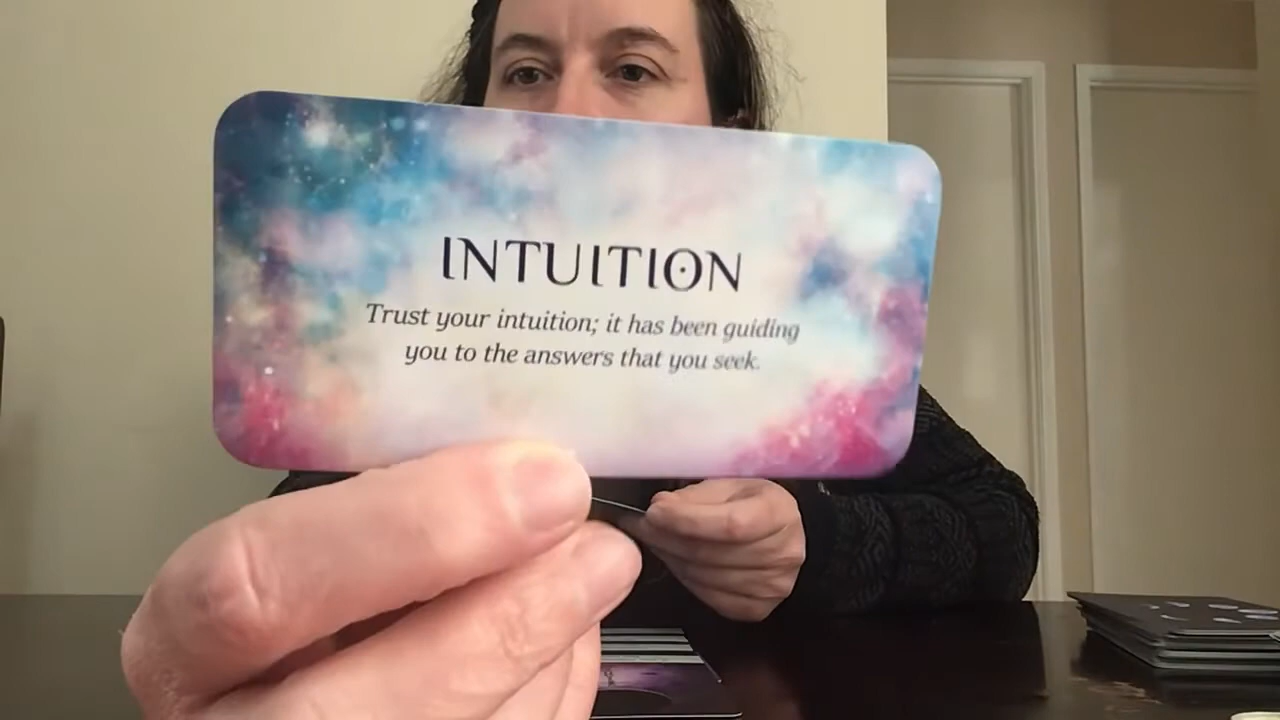 INTUITION
Trust your intuition; it has been guiding
you to the answers that you seek.